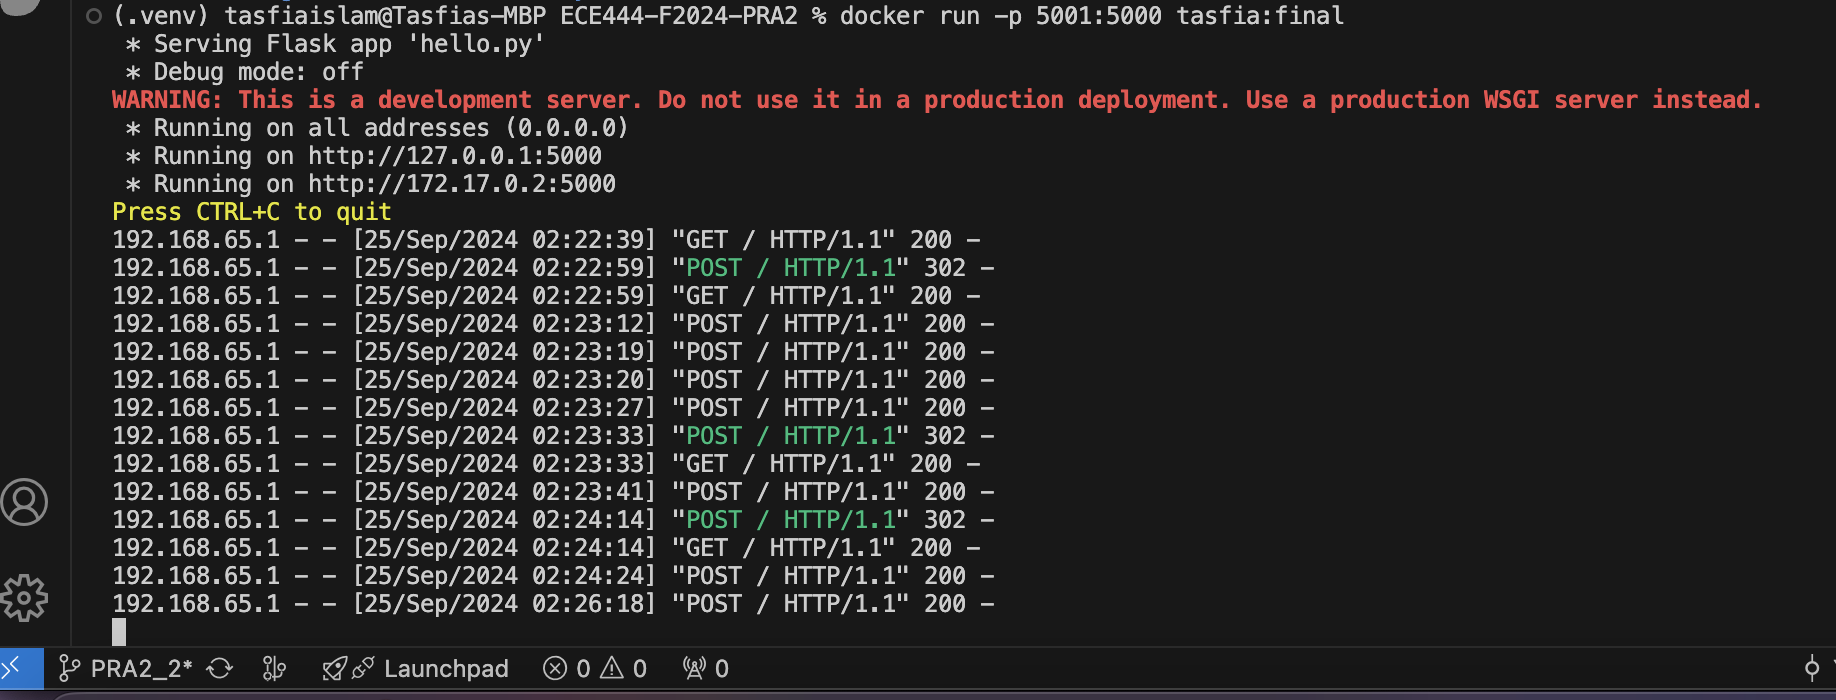 (.venv) tasfiaislam@Tasfias-MBP ECE444-F2024-PRA2 % docker run -p 5001:5000 tasfia:final
 * Serving Flask app 'hello.py'
 * Debug mode: off
WARNING: This is a development server. Do not use it in a production deployment. Use a production WSGI server instead.
 * Running on all addresses (0.0.0.0)
 * Running on http://127.0.0.1:5000
 * Running on http://172.17.0.2:5000
Press CTRL+C to quit
192.168.65.1 - - [25/Sep/2024 02:22:39] "GET / HTTP/1.1" 200 -
192.168.65.1 - - [25/Sep/2024 02:22:59] "POST / HTTP/1.1" 302 -
192.168.65.1 - - [25/Sep/2024 02:22:59] "GET / HTTP/1.1" 200 -
192.168.65.1 - - [25/Sep/2024 02:23:12] "POST / HTTP/1.1" 200 -
192.168.65.1 - - [25/Sep/2024 02:23:19] "POST / HTTP/1.1" 200 -
192.168.65.1 - - [25/Sep/2024 02:23:20] "POST / HTTP/1.1" 200 -
192.168.65.1 - - [25/Sep/2024 02:23:27] "POST / HTTP/1.1" 200 -
192.168.65.1 - - [25/Sep/2024 02:23:33] "POST / HTTP/1.1" 302 -
192.168.65.1 - - [25/Sep/2024 02:23:33] "GET / HTTP/1.1" 200 -
192.168.65.1 - - [25/Sep/2024 02:23:41] "POST / HTTP/1.1" 200 -
192.168.65.1 - - [25/Sep/2024 02:24:14] "POST / HTTP/1.1" 302 -
192.168.65.1 - - [25/Sep/2024 02:24:14] "GET / HTTP/1.1" 200 -
192.168.65.1 - - [25/Sep/2024 02:24:24] "POST / HTTP/1.1" 200 -
192.168.65.1 - - [25/Sep/2024 02:26:18] "POST / HTTP/1.1" 200 -
PRA2_2* Launchpad 0 0 0